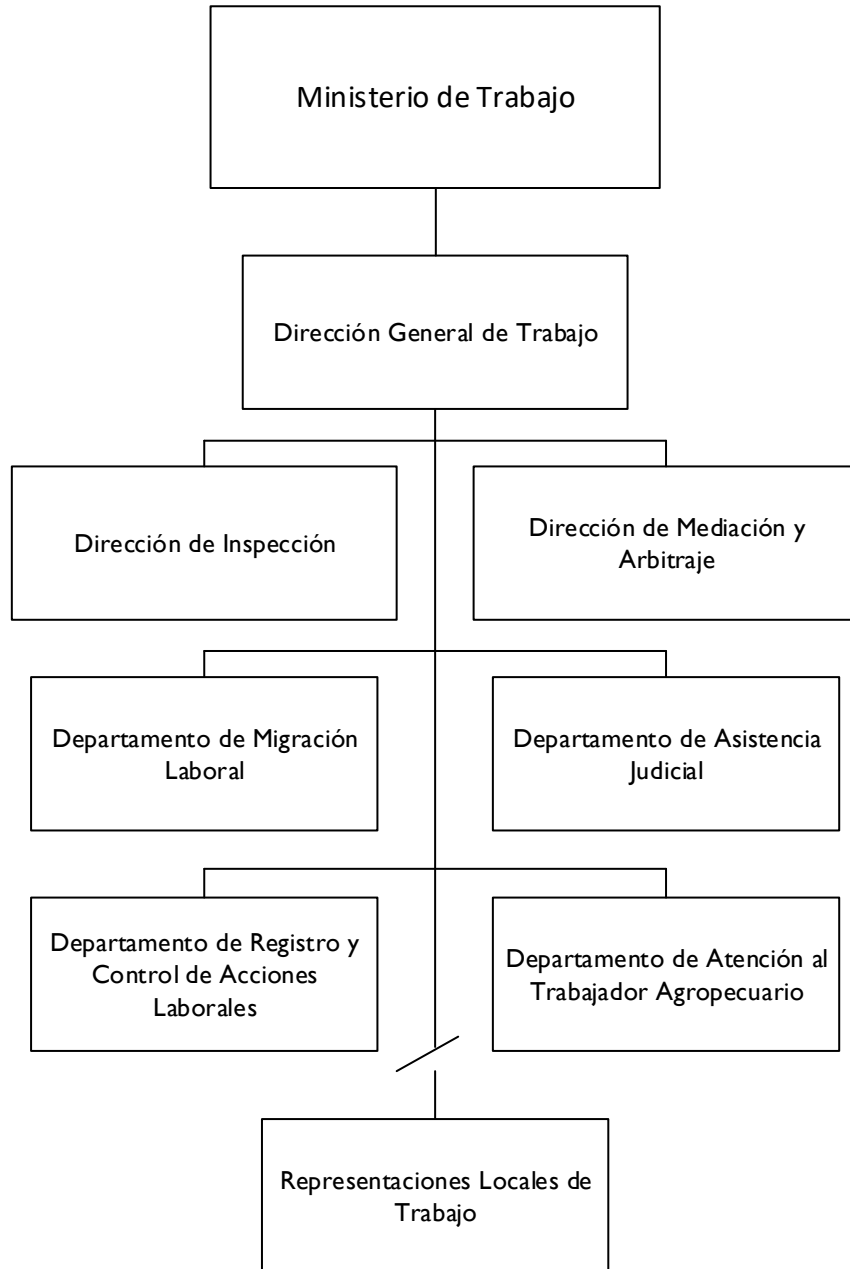 Ministerio de Trabajo
Dirección General de Trabajo
Dirección de Inspección
Dirección de Mediación y
Arbitraje
Departamento de Migración
Laboral
Departamento de Asistencia
Judicial
Departamento de Registro y
Control de Acciones
Laborales
Departamento de Atención al
Trabajador Agropecuario
Representaciones Locales de
Trabajo